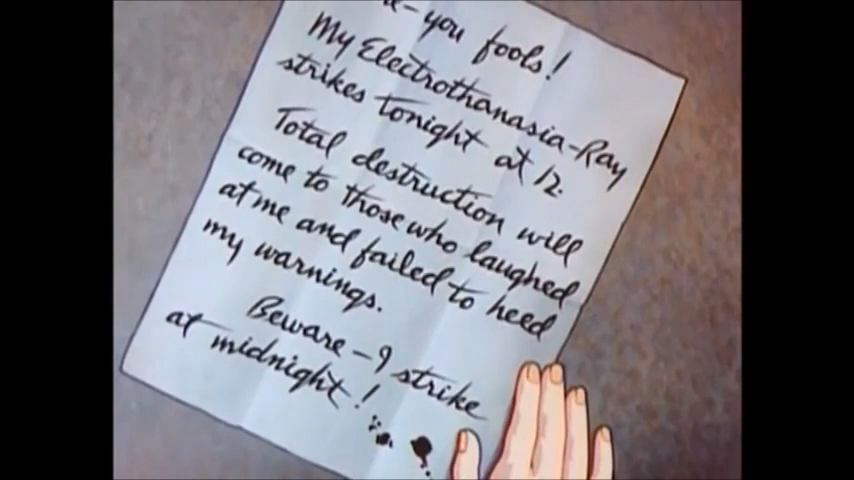 -you fools!
My Electrothanasia-Ray
strikes tonight at 12.
Total destruction will
come to those who laughed
at me and failed to heed
my warnings.
Beware - I strike
at midnight!